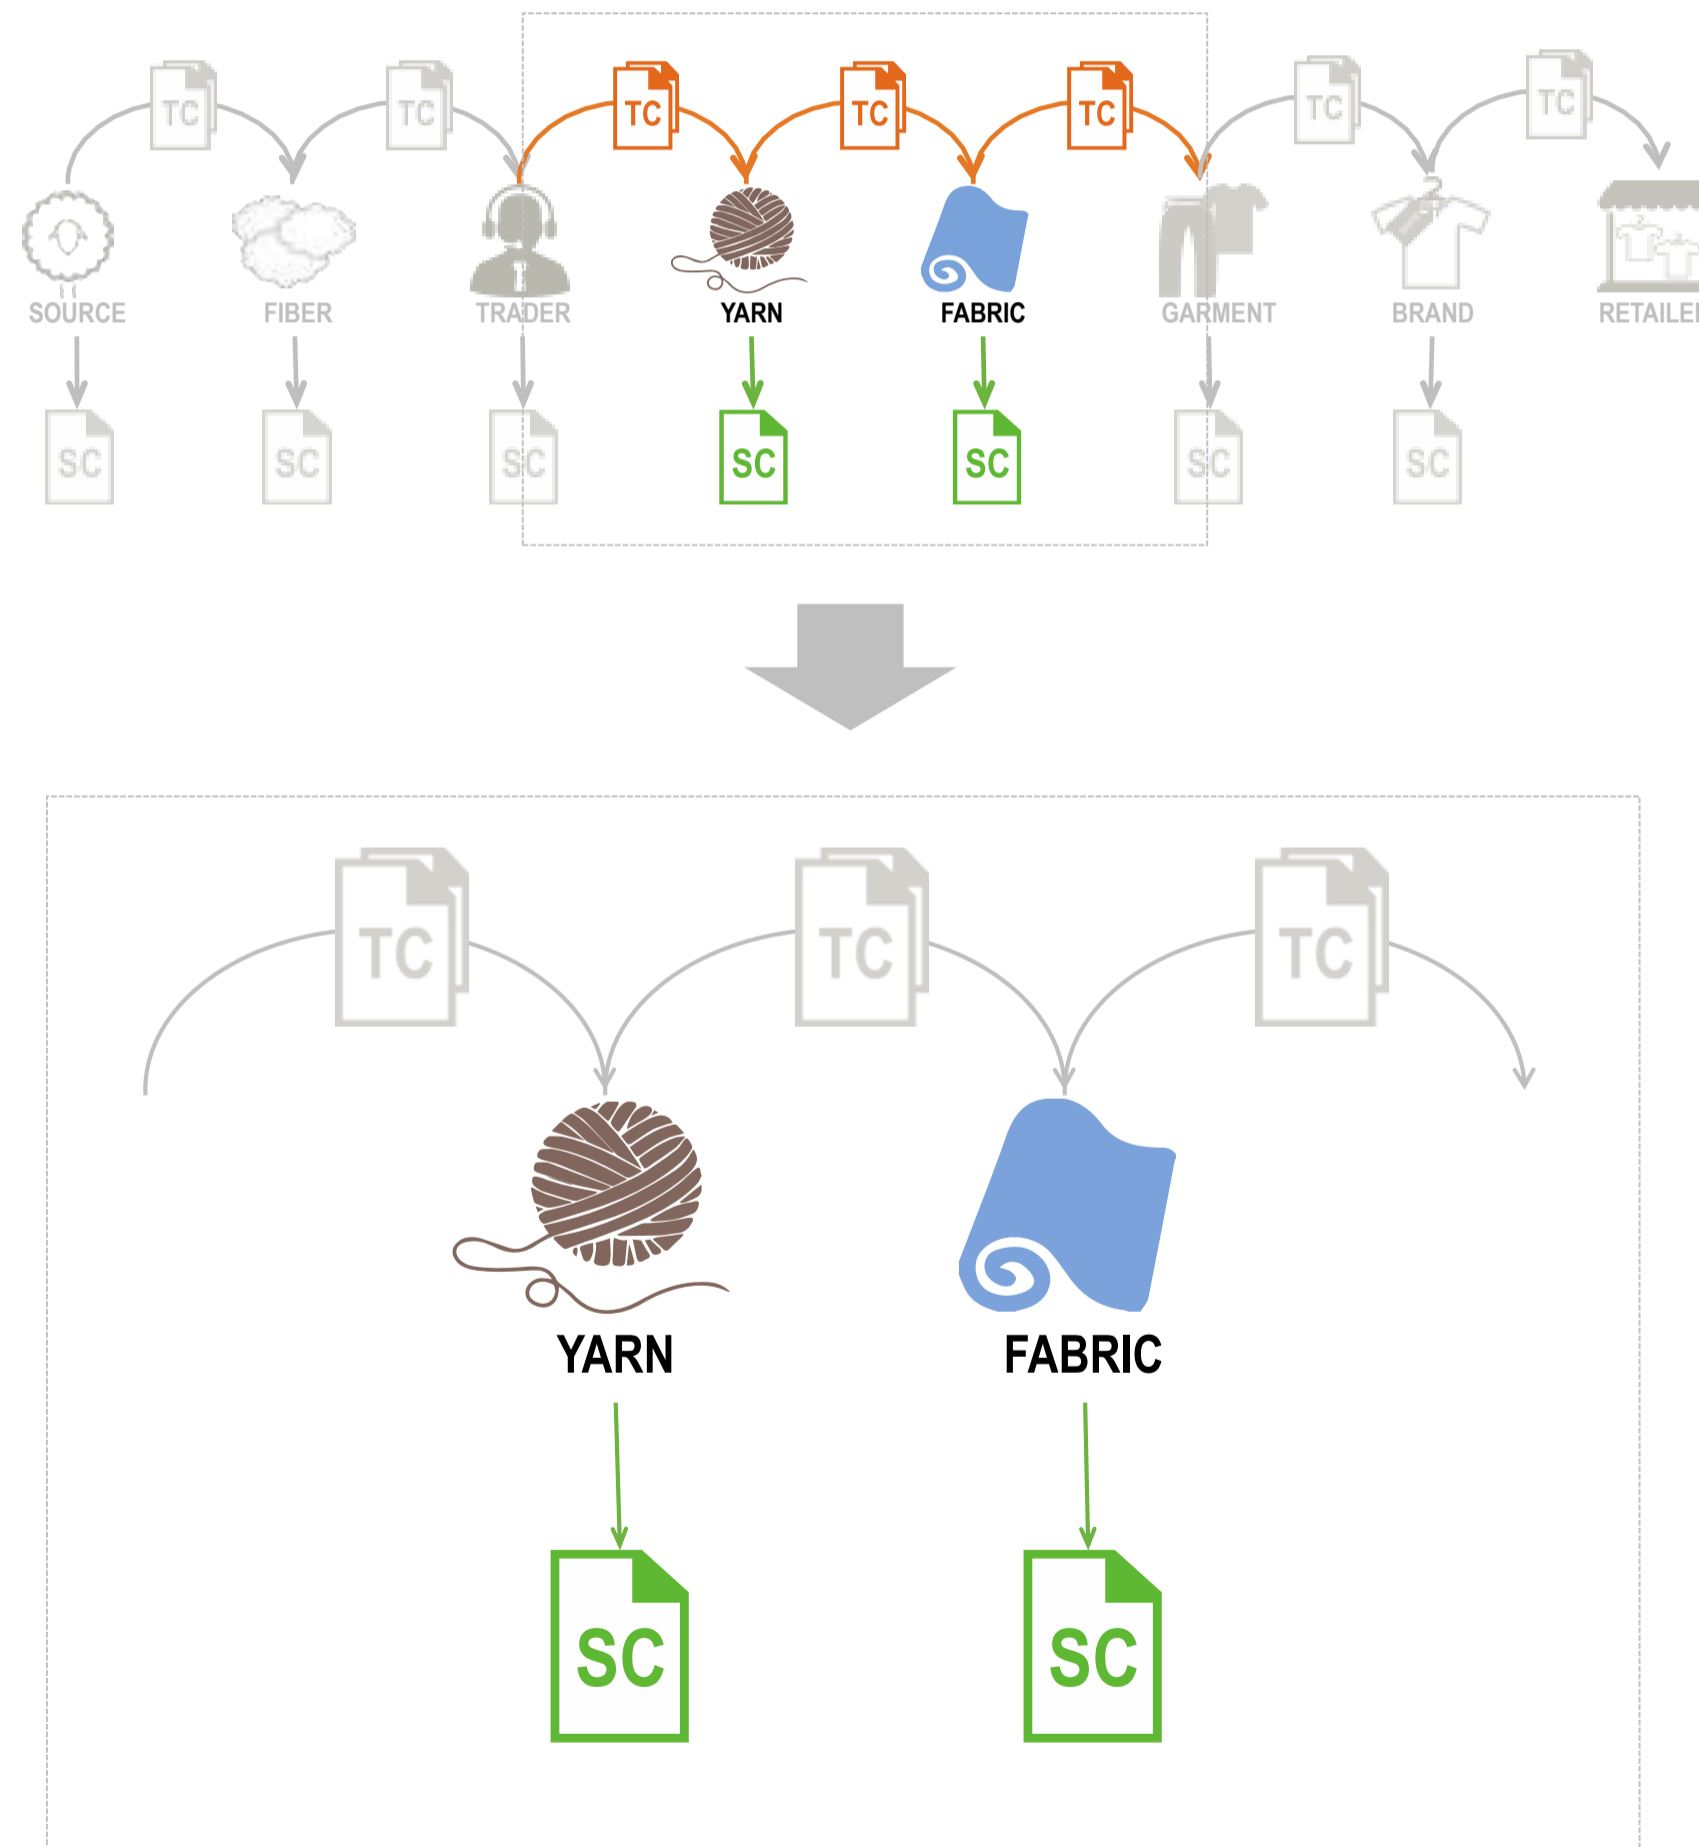 TC TC TC TC TC TC TC
SOURCE FIBER TRADER YARN FABRIC GARMENT BRAND RETAILER
SC SC SC SC SC SC SC
TC TC TC
YARN FABRIC
SC SC